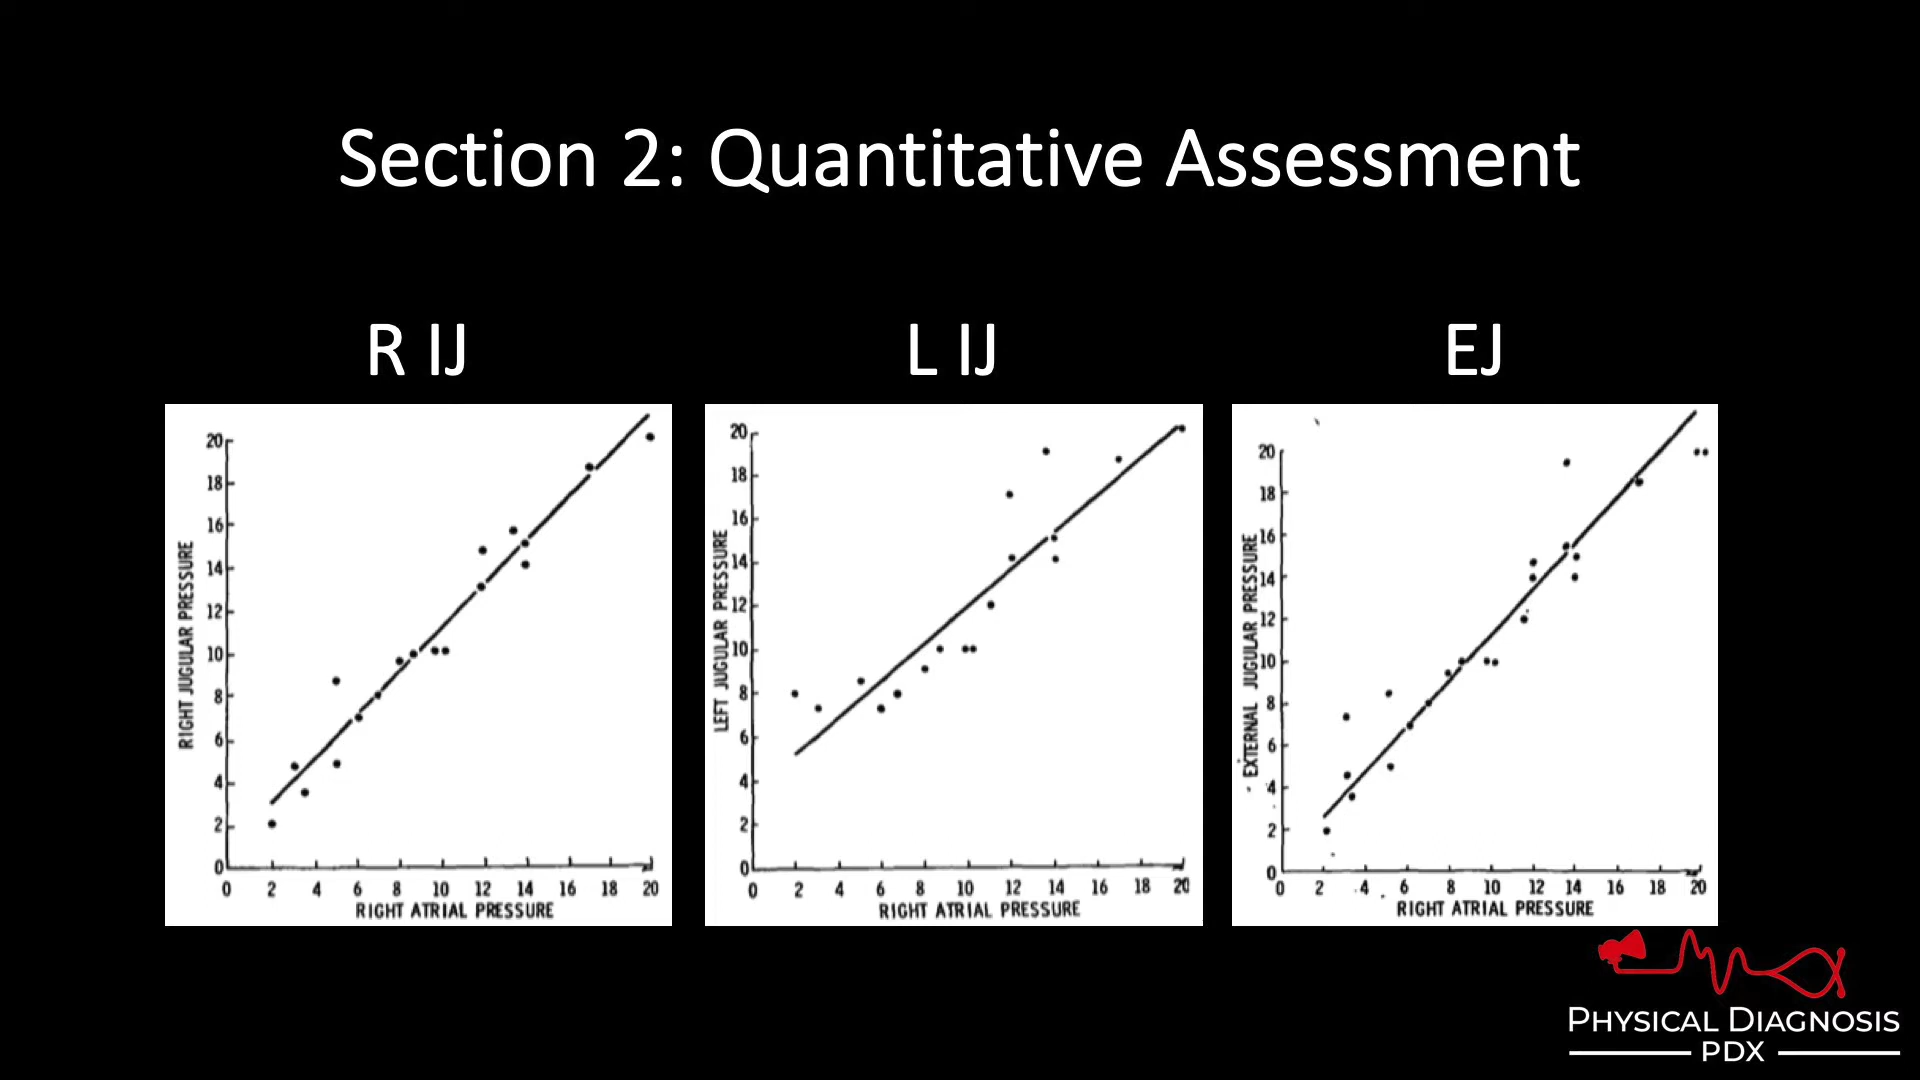 Section 2: Quantitative Assessment
R IJ
L IJ
EJ
RIGHT JUGULAR PRESSURE
20
18
16
14
12
10
8
6
4
2
0
0 2 4 6 8 10 12 14 16 18 20
RIGHT ATRIAL PRESSURE
LEFT JUGULAR PRESSURE
20
18
16
14
12
10
8
6
4
2
0
0 2 4 6 8 10 12 14 16 18 20
RIGHT ATRIAL PRESSURE
EXTERNAL JUGULAR PRESSURE
20
18
16
14
12
10
8
6
4
2
0
0 2 4 6 8 10 12 14 16 18 20
RIGHT ATRIAL PRESSURE
PHYSICAL DIAGNOSIS
PDX